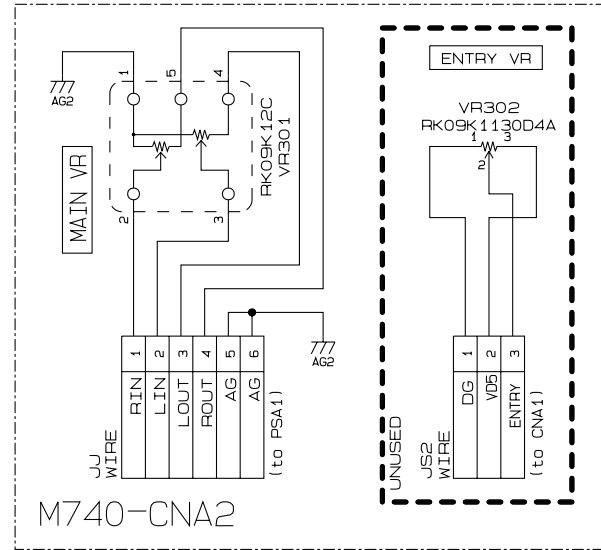 1
5
4
AG2
RK09K12C
VR301
MAIN VR
2
3
AG2
1
2
3
4
5
6
RIN
LIN
LOUT
ROUT
AG
AG
JJ
WIRE
(to PSA1)
M740-CNA2
ENTRY VR
VR302
RK09K1130D4A
1
3
2
1
2
3
DG
VD5
ENTRY
UNUSED
JS2
WIRE
(to CNA1)